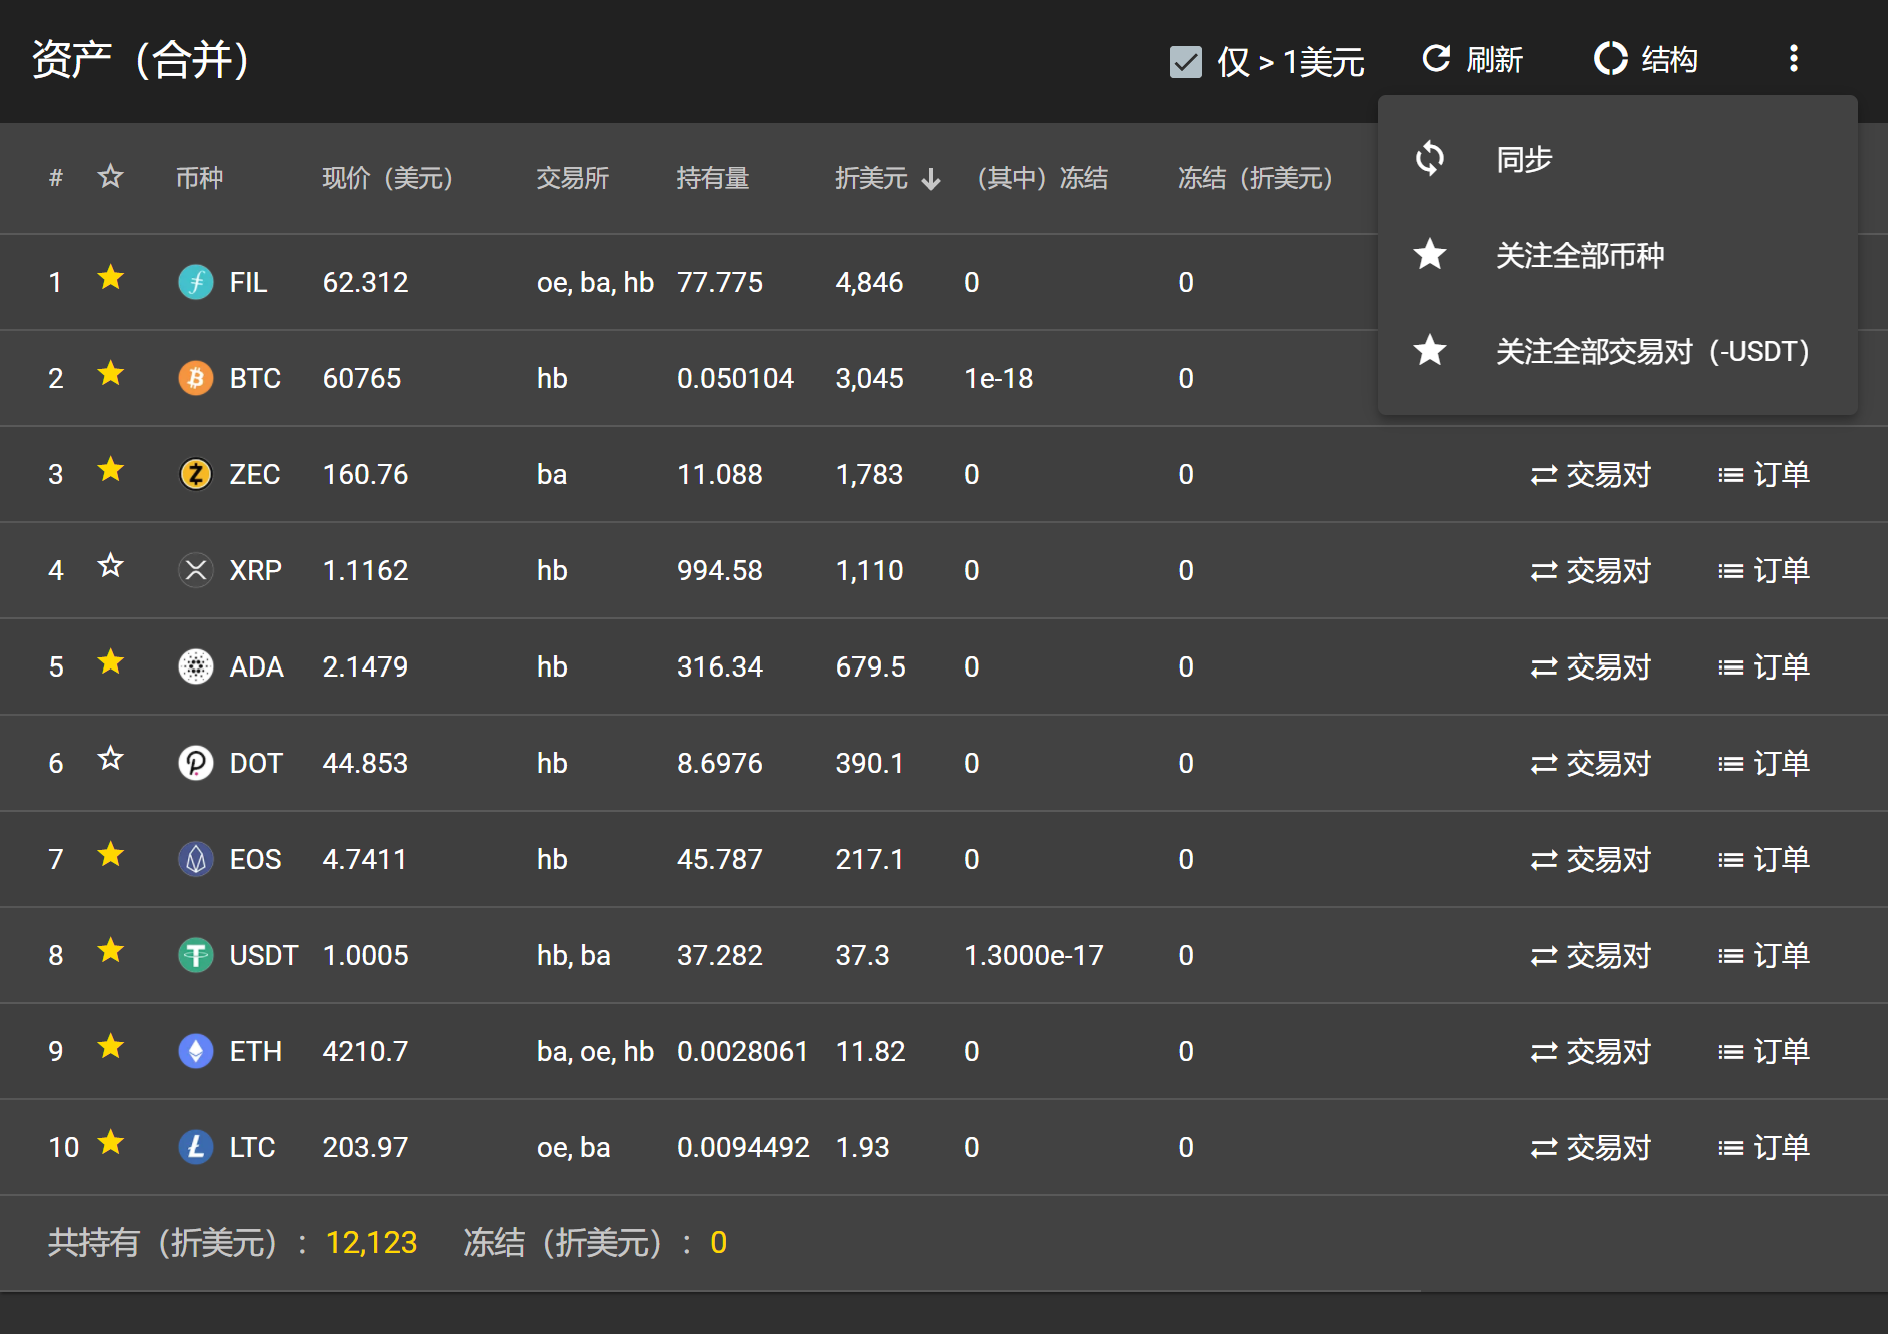 资产（合并）
仅 > 1美元 刷新 结构
同步
关注全部币种
关注全部交易对（-USDT）
# 币种 现价（美元） 交易所 持有量 折美元 （其中）冻结 冻结（折美元）
1 FIL 62.312 oe, ba, hb 77.775 4,846 0 0
2 BTC 60765 hb 0.050104 3,045 1e-18 0
3 ZEC 160.76 ba 11.088 1,783 0 0 交易对 订单
4 XRP 1.1162 hb 994.58 1,110 0 0 交易对 订单
5 ADA 2.1479 hb 316.34 679.5 0 0 交易对 订单
6 DOT 44.853 hb 8.6976 390.1 0 0 交易对 订单
7 EOS 4.7411 hb 45.787 217.1 0 0 交易对 订单
8 USDT 1.0005 hb, ba 37.282 37.3 1.3000e-17 0 交易对 订单
9 ETH 4210.7 ba, oe, hb 0.0028061 11.82 0 0 交易对 订单
10 LTC 203.97 oe, ba 0.0094492 1.93 0 0 交易对 订单
共持有（折美元）： 12,123 冻结（折美元）： 0